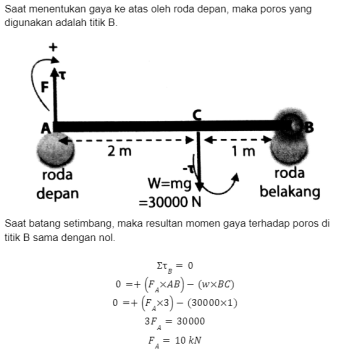 Saat menentukan gaya ke atas oleh roda depan, maka poros yang
digunakan adalah titik B.
+
τ
F
A
C
B
2 m
1 m
-τ
roda
depan
W=mg
=30000 N
roda
belakang
Saat batang setimbang, maka resultan momen gaya terhadap poros di
titik B sama dengan nol.
Στ_B = 0
0 =+ (F_A×AB) − (w×BC)
0 =+ (F_A×3) − (30000×1)
3F_A = 30000
F_A = 10 kN